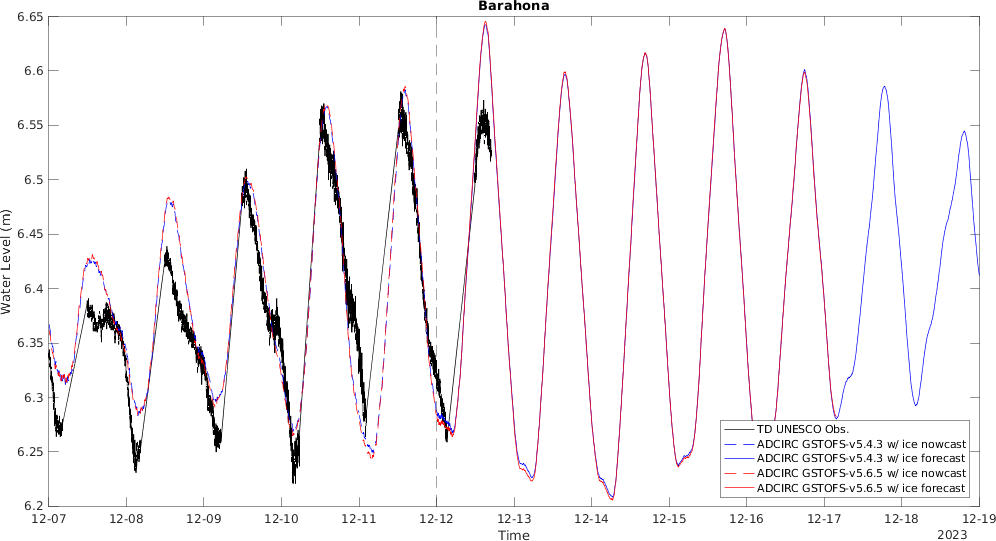 Barahona
6.65
6.6
6.55
6.5
6.45
6.4
6.35
6.3
6.25
6.2
Water Level (m)
TD UNESCO Obs.
ADCIRC GSTOFS-v5.4.3 w/ ice nowcast
ADCIRC GSTOFS-v5.4.3 w/ ice forecast
ADCIRC GSTOFS-v5.6.5 w/ ice nowcast
ADCIRC GSTOFS-v5.6.5 w/ ice forecast
12-07 12-08 12-09 12-10 12-11 12-12 12-13 12-14 12-15 12-16 12-17 12-18 12-19
Time
2023